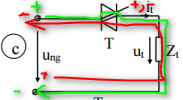 +, i_t
c
u_ng
T
u_t
Z_t
+
-